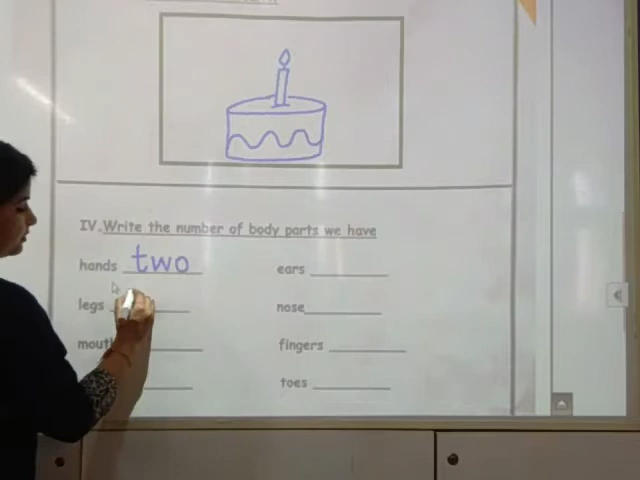 IV. Write the number of body parts we have
hands two ears
legs nose
fingers
toes